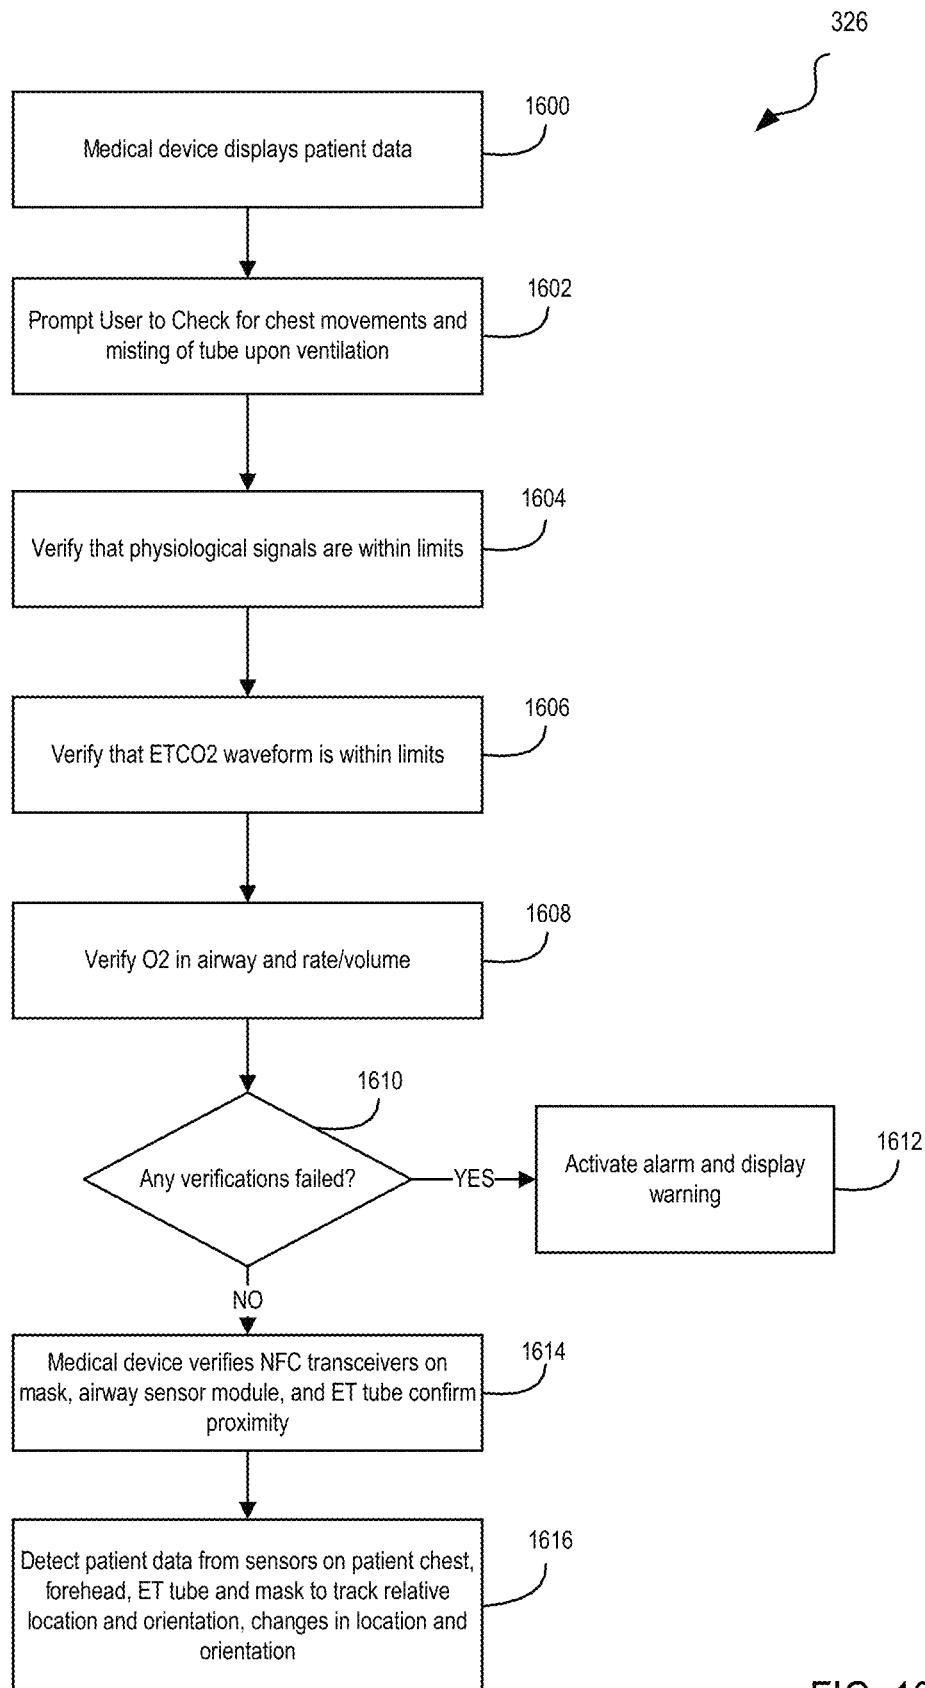 326
1600
Medical device displays patient data
1602
Prompt User to Check for chest movements and
misting of tube upon ventilation
1604
Verify that physiological signals are within limits
1606
Verify that ETCO2 waveform is within limits
1608
Verify O2 in airway and rate/volume
1610
Any verifications failed?
YES
1612
Activate alarm and display
warning
NO
1614
Medical device verifies NFC transceivers on
mask, airway sensor module, and ET tube confirm
proximity
1616
Detect patient data from sensors on patient chest,
forehead, ET tube and mask to track relative
location and orientation, changes in location and
orientation
FIG.